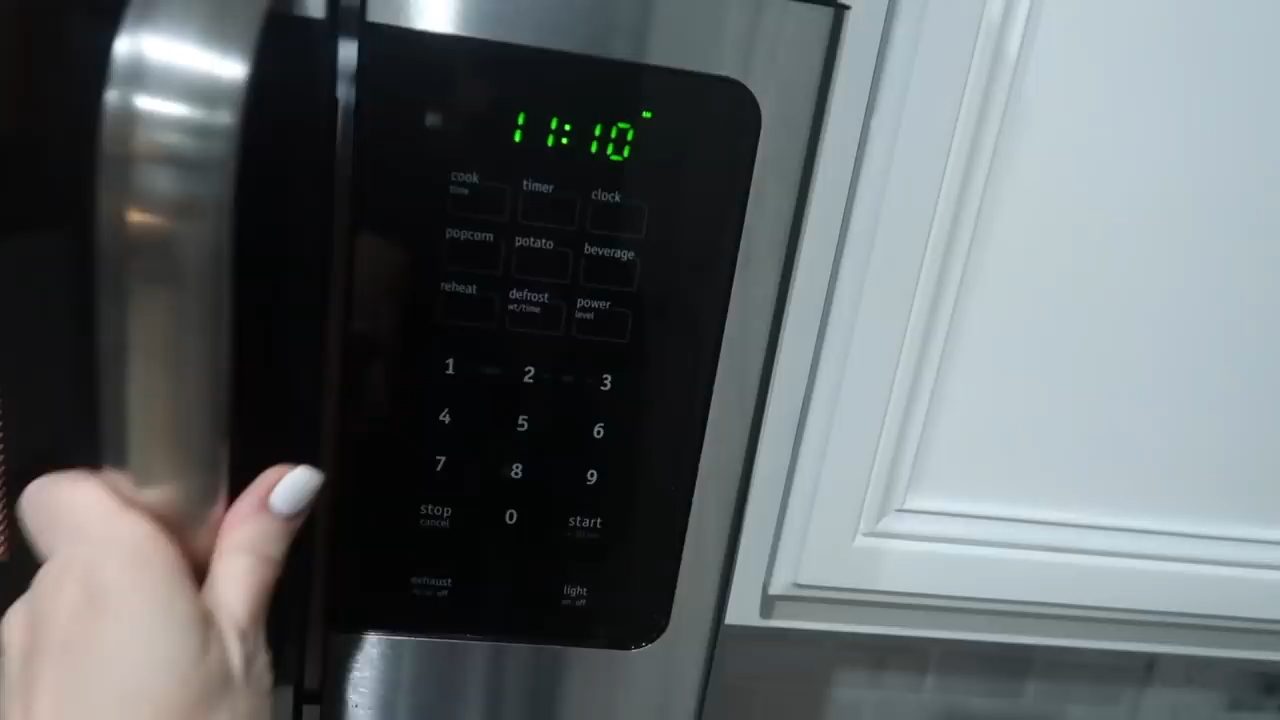 11:10
cook timer clock
time
popcorn potato beverage
reheat defrost power
wt/time level
1 2 3
4 5 6
7 8 9
stop 0 start
cancel
exhaust light
on off